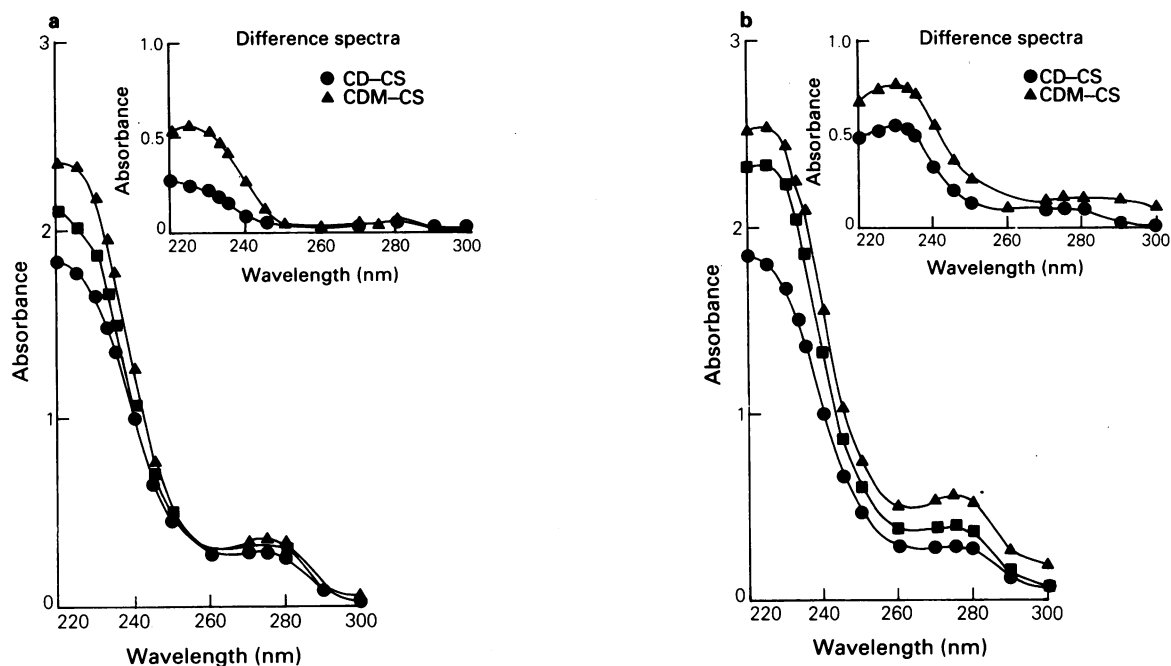 a
Difference spectra
CD–CS
CDM–CS
Absorbance
1.0
0.5
0
220 240 260 280 300
Wavelength (nm)
Absorbance
3
2
1
0
220 240 260 280 300
Wavelength (nm)
b
Difference spectra
CD–CS
CDM–CS
Absorbance
1.0
0.5
0
220 240 260 280 300
Wavelength (nm)
Absorbance
3
2
1
0
220 240 260 280 300
Wavelength (nm)